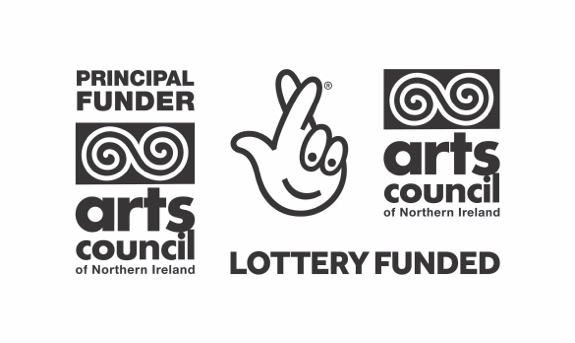 PRINCIPAL
FUNDER
arts
council
of Northern Ireland
®
arts
council
of Northern Ireland
LOTTERY FUNDED